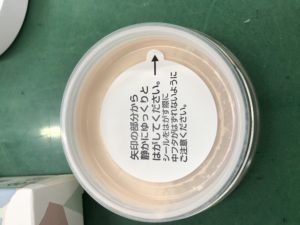 矢印の部分から
静かにゆっくりと
はがしてください。
シールをはがす際に
中フタがはずれないように
ご注意ください。